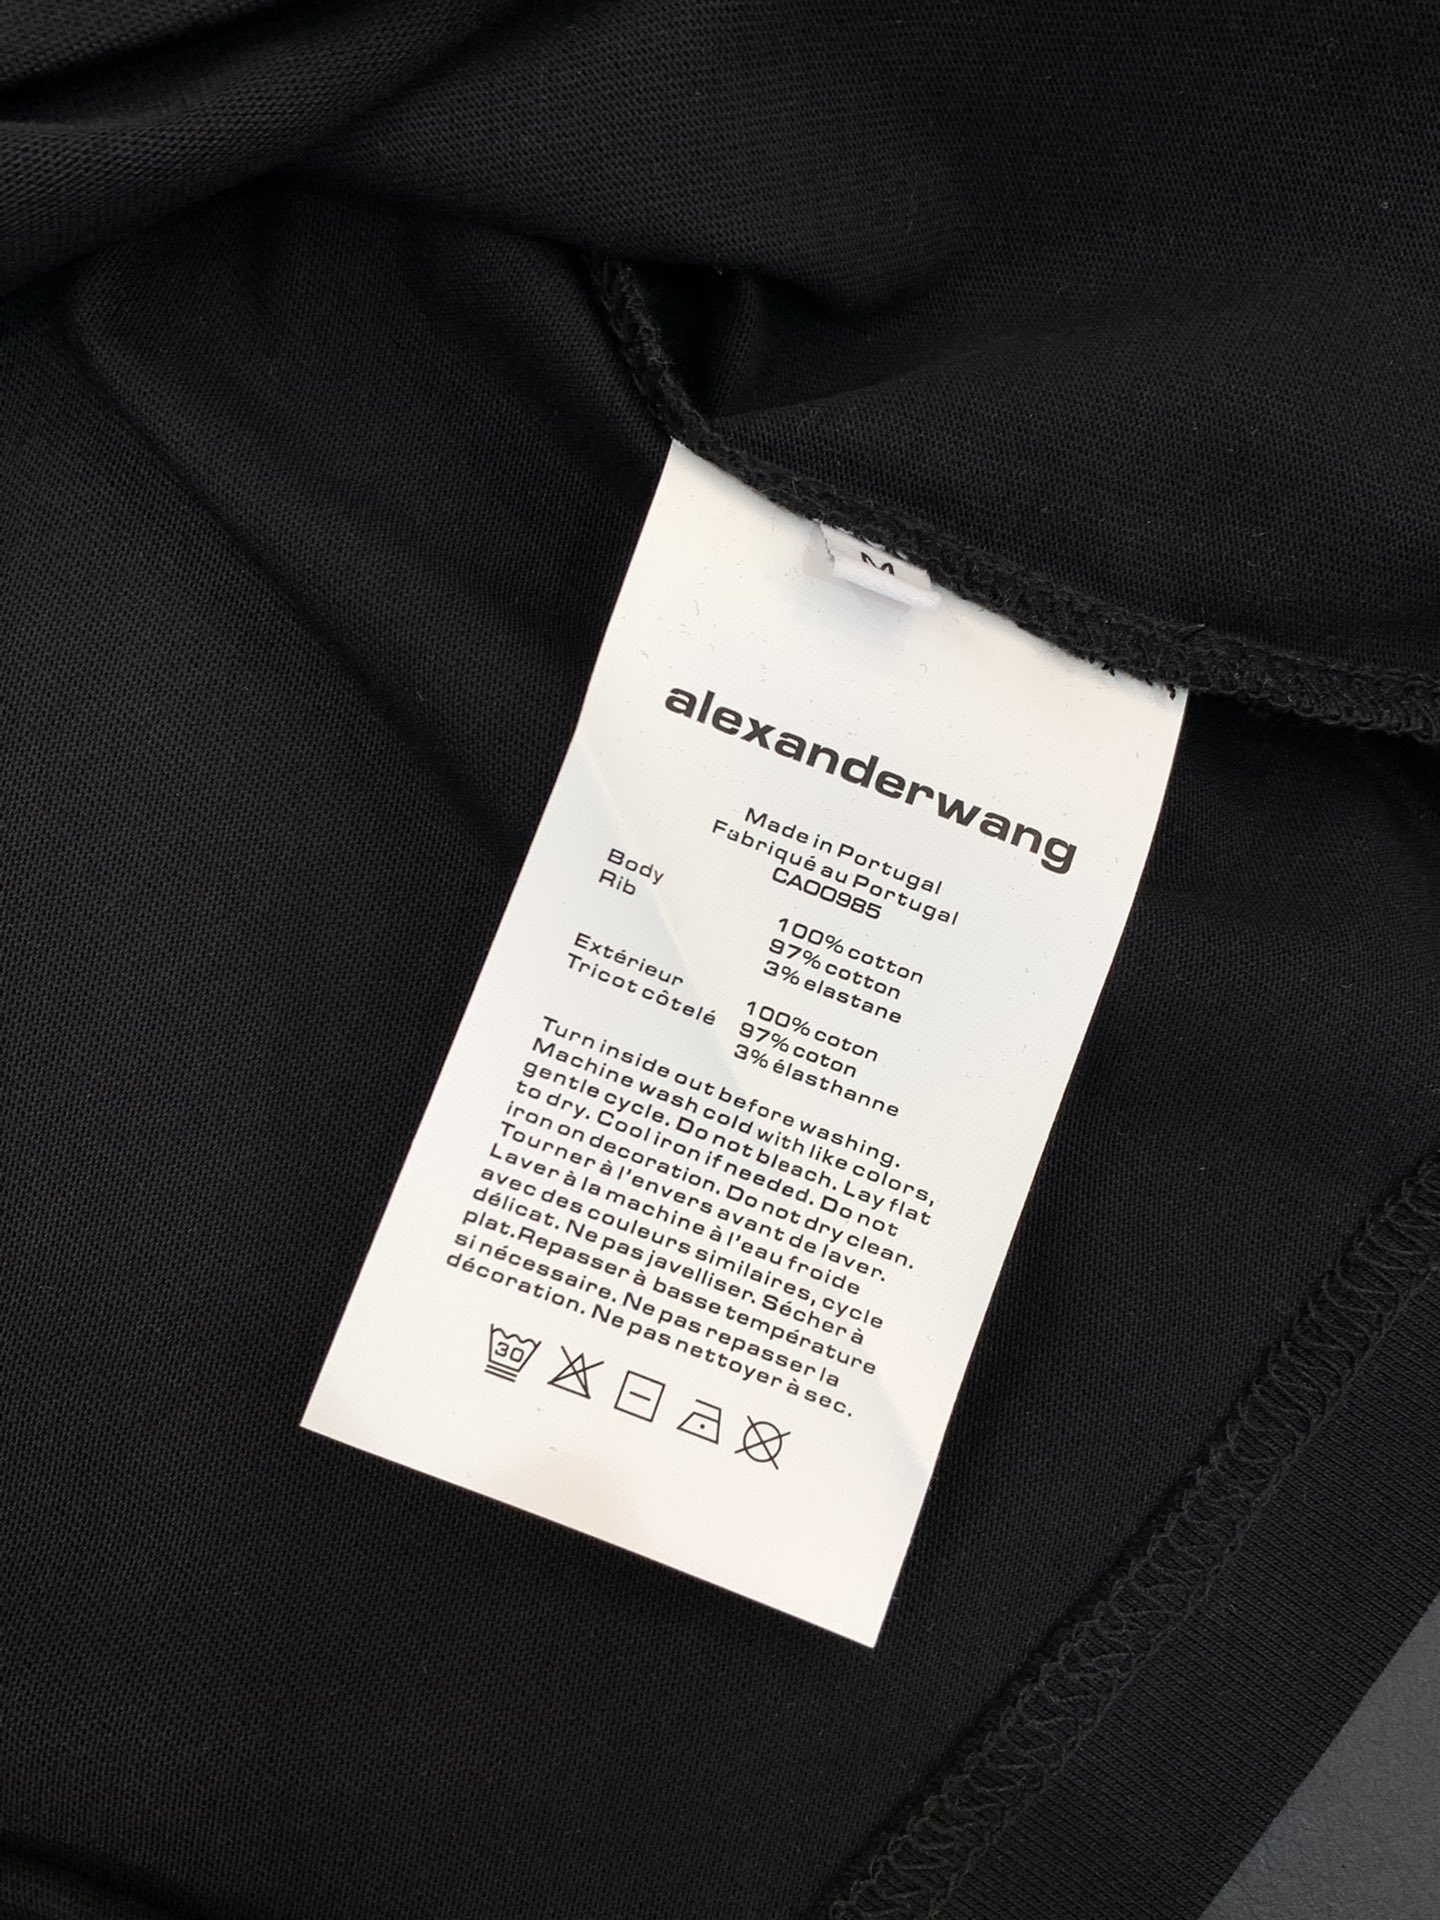 M
alexanderwang
Made in Portugal
Fabriqué au Portugal
CA00985
Body 100% cotton
Rib 97% cotton
3% elastane
Extérieur 100% coton
Tricot côtelé 97% coton
3% élasthanne
Turn inside out before washing.
Machine wash cold with like colors,
gentle cycle. Do not bleach. Lay flat
to dry. Cool iron if needed. Do not
iron on decoration. Do not dry clean.
Tourner à l'envers avant de laver.
Laver à la machine à l'eau froide
avec des couleurs similaires, cycle
délicat. Ne pas javelliser. Sécher à
plat.Repasser à basse température
si nécessaire. Ne pas repasser la
décoration. Ne pas nettoyer à sec.
30